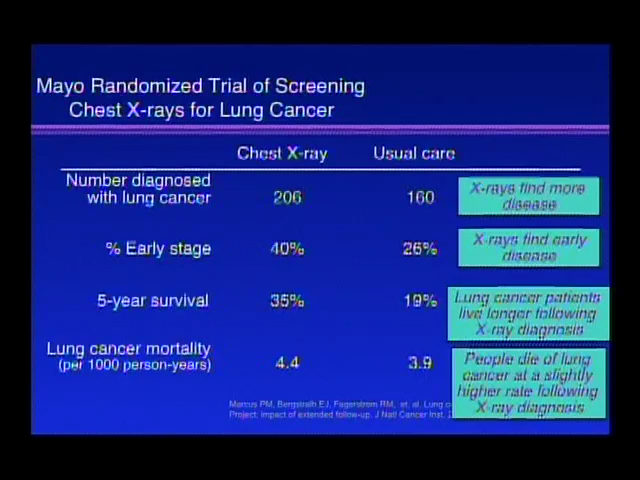 Mayo Randomized Trial of Screening
Chest X-rays for Lung Cancer
Chest X-ray Usual care
Number diagnosed
with lung cancer 206 160
X-rays find more
disease
% Early stage 40% 26%
X-rays find early
disease
5-year survival 35% 19%
Lung cancer patients
live longer following
X-ray diagnosis
Lung cancer mortality
(per 1000 person-years) 4.4 3.9
People die of lung
cancer at a slightly
higher rate following
X-ray diagnosis
Marcus PM, Bergstralh EJ, Fagerstrom RM, et. al. Lung
Project: Impact of extended follow-up. J Natl Cancer Inst.